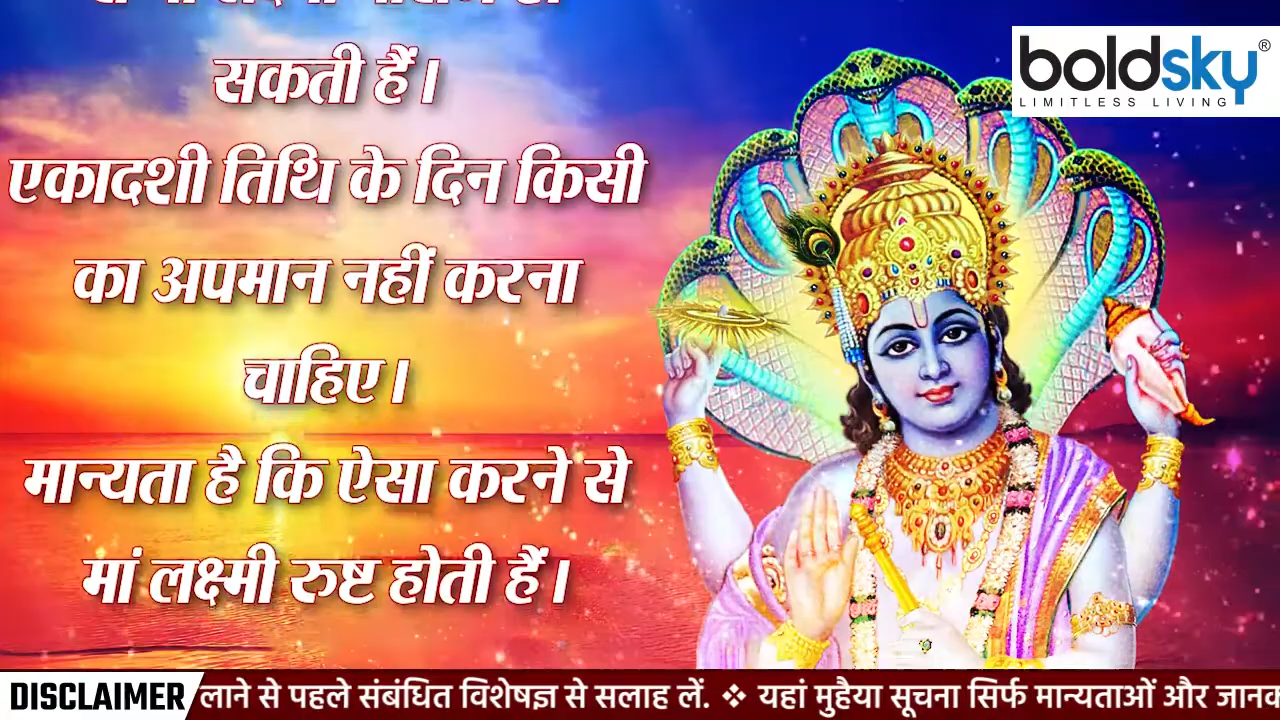 सकती हैं।
एकादशी तिथि के दिन किसी
का अपमान नहीं करना
चाहिए।
मान्यता है कि ऐसा करने से
मां लक्ष्मी रुष्ट होती हैं।
boldsky®
LIMITLESS LIVING
DISCLAIMER लाने से पहले संबंधित विशेषज्ञ से सलाह लें. ❖ यहां मुहैया सूचना सिर्फ मान्यताओं और